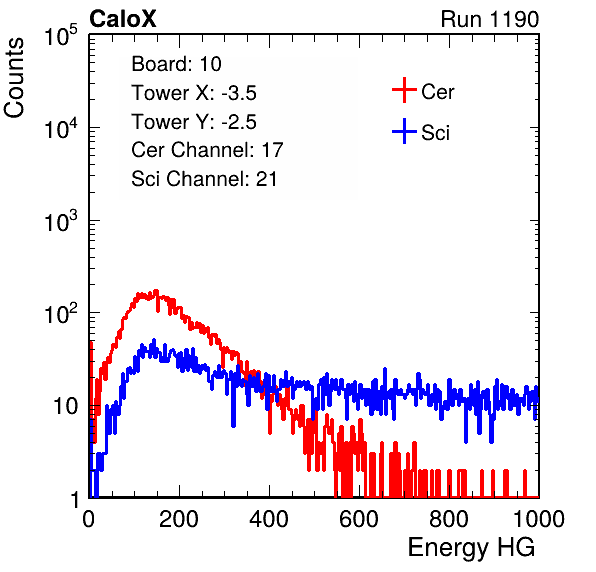 CaloX Run 1190
Counts
10^5
10^4
10^3
10^2
10
1
Board: 10
Tower X: -3.5
Tower Y: -2.5
Cer Channel: 17
Sci Channel: 21
Cer
Sci
0 200 400 600 800 1000
Energy HG